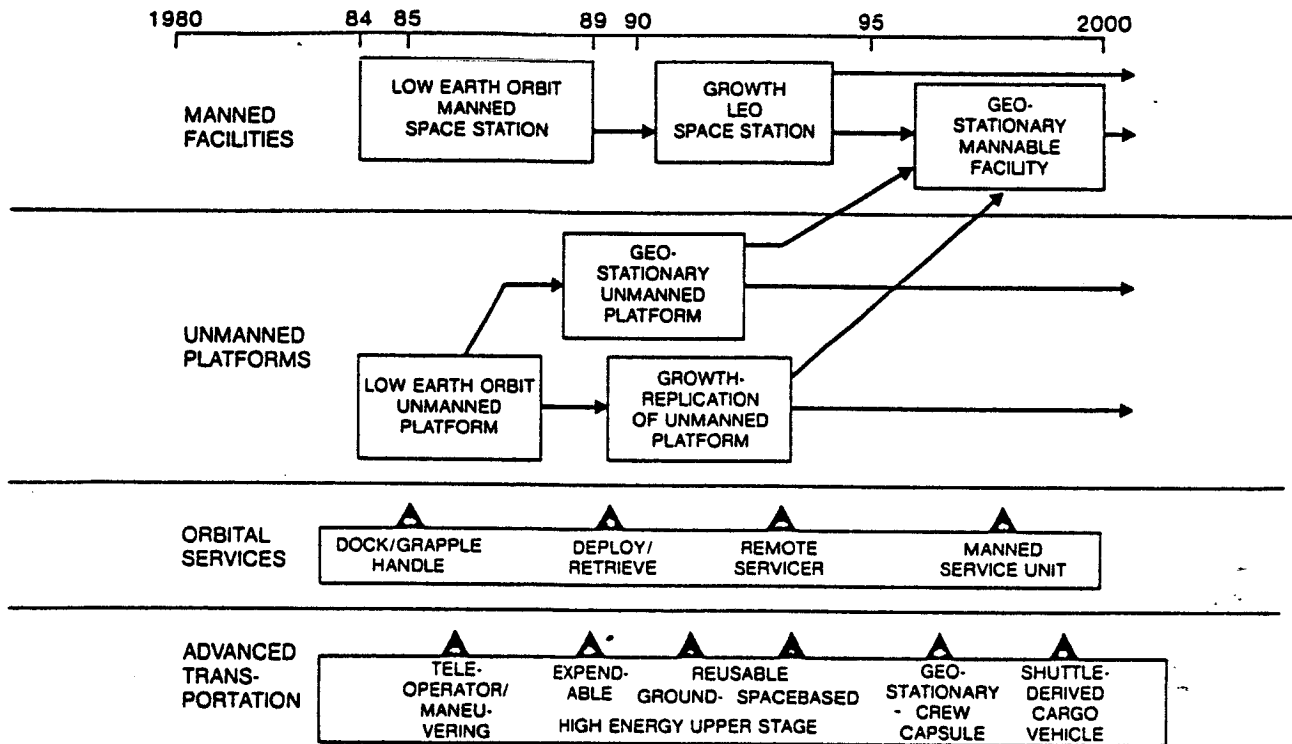 1980 84 85 89 90 95 2000
MANNED
FACILITIES
LOW EARTH ORBIT
MANNED
SPACE STATION
GROWTH
LEO
SPACE STATION
GEO-
STATIONARY
MANNABLE
FACILITY
UNMANNED
PLATFORMS
GEO-
STATIONARY
UNMANNED
PLATFORM
LOW EARTH ORBIT
UNMANNED
PLATFORM
GROWTH-
REPLICATION
OF UNMANNED
PLATFORM
ORBITAL
SERVICES
DOCK/GRAPPLE
HANDLE
DEPLOY/
RETRIEVE
REMOTE
SERVICER
MANNED
SERVICE UNIT
ADVANCED
TRANS-
PORTATION
TELE-
OPERATOR/
MANEU-
VERING
EXPEND-
ABLE
REUSABLE
GROUND- SPACEBASED
HIGH ENERGY UPPER STAGE
GEO-
STATIONARY
CREW
CAPSULE
SHUTTLE-
DERIVED
CARGO
VEHICLE